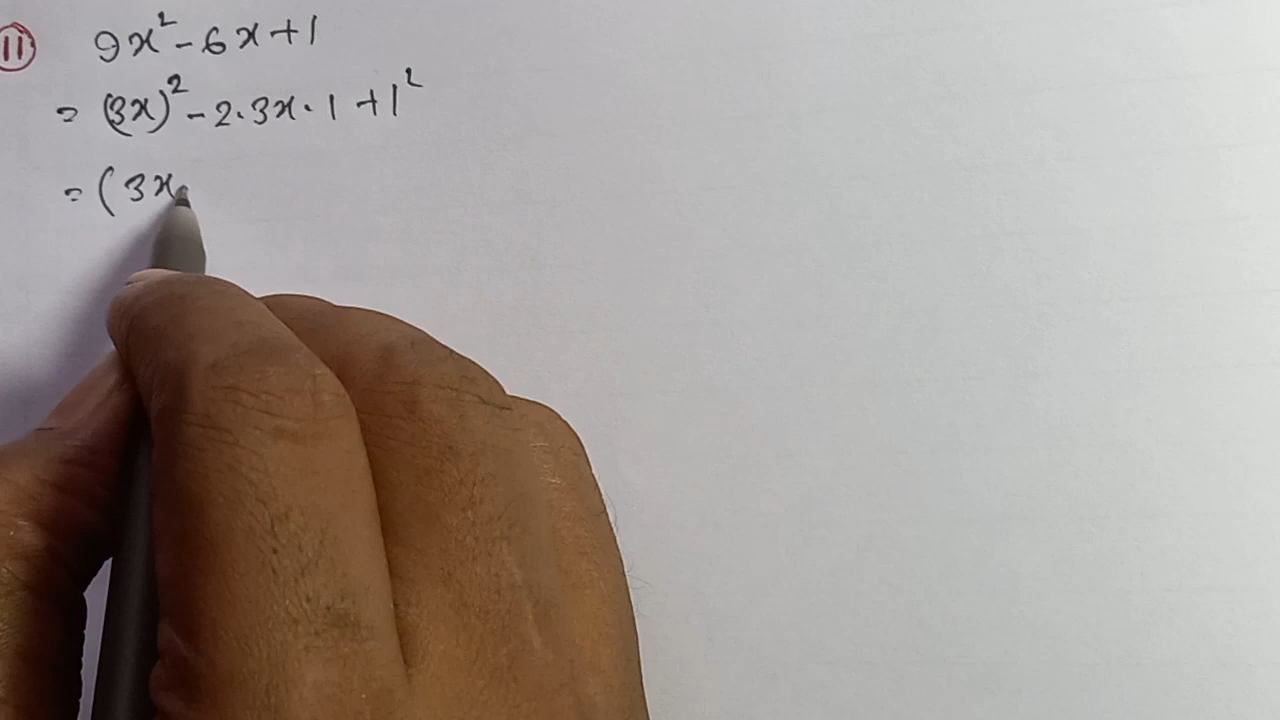 11 9x² - 6x + 1
= (3x)² - 2.3x.1 + 1²
= (3x